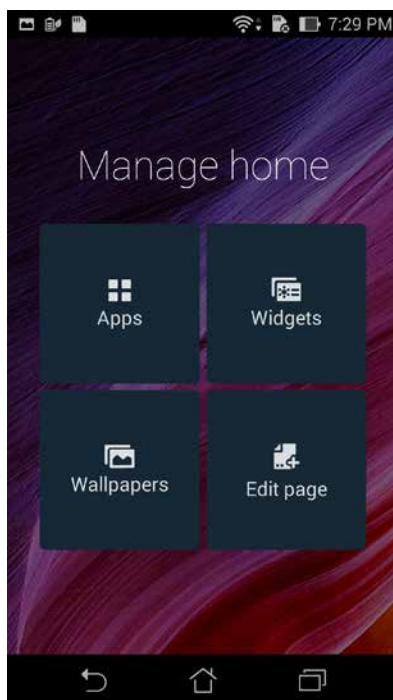 7:29 PM
Manage home
Apps
Widgets
Wallpapers
Edit page